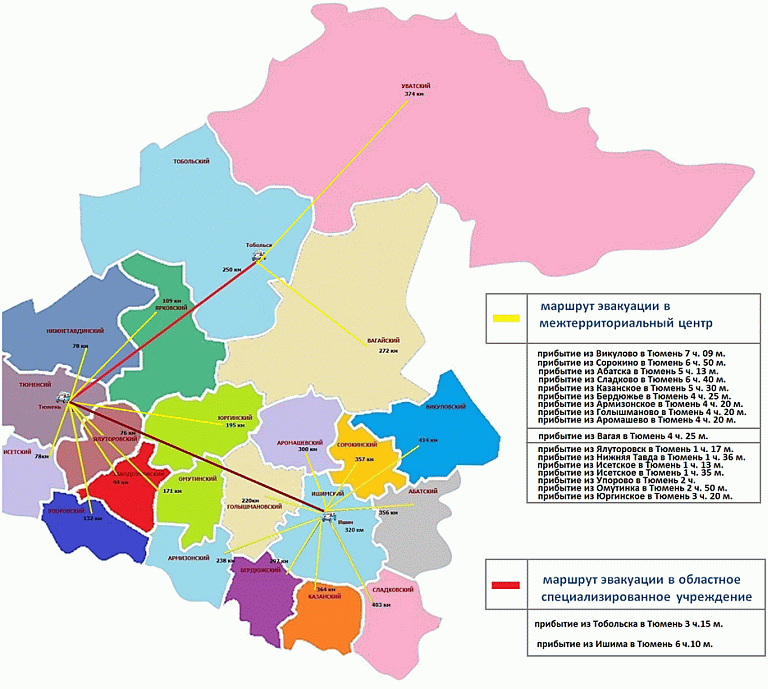 УВАТСКИЙ
374 км
ТОБОЛЬСКИЙ
Тобольск
250 км
109 км
ЯРКОВСКИЙ
НИЖНЕТАВДИНСКИЙ
78 км
ВАГАЙСКИЙ
272 км
ТЮМЕНСИЙ
Тюмень
ЮРГИНСКИЙ
195 км
76 км
ЯЛУТОРОВСКИЙ
ВИКУЛОВСКИЙ
414 км
АРОМАШЕВСКИЙ
300 км
СОРОКИНСКИЙ
357 км
ИСЕТСКИЙ
78км
94 км
ОМУТИНСКИЙ
171 км
220км
ГОЛЫШМАНОВСКИЙ
ИШИМСКИЙ
Ишим
320 км
АБАТСКИЙ
356 км
УПОРОВСКИЙ
132 км
АРМИЗОНСКИЙ
238 км
БЕРДЮЖСКИЙ
364 км
КАЗАНСКИЙ
СЛАДКОВСКИЙ
403 км
маршрут эвакуации в
межтерриториальный центр
прибытие из Викулово в Тюмень 7 ч. 09 м.
прибытие из Сорокино в Тюмень 6 ч. 50 м.
прибытие из Абатска в Тюмень 5 ч. 13 м.
прибытие из Сладково в Тюмень 6 ч. 40 м.
прибытие из Казанское в Тюмень 5 ч. 30 м.
прибытие из Бердюжье в Тюмень 4 ч. 25 м.
прибытие из Армизонское в Тюмень 4 ч. 20 м.
прибытие из Голышманово в Тюмень 4 ч. 20 м.
прибытие из Аромашево в Тюмень 4 ч. 20 м.
прибытие из Вагая в Тюмень 4 ч. 25 м.
прибытие из Ялуторовск в Тюмень 1 ч. 17 м.
прибытие из Нижняя Тавда в Тюмень 1 ч. 36 м.
прибытие из Исетское в Тюмень 1 ч. 13 м.
прибытие из Исетское в Тюмень 1 ч. 35 м.
прибытие из Упорово в Тюмень 2 ч.
прибытие из Омутинка в Тюмень 2 ч. 50 м.
прибытие из Юргинское в Тюмень 3 ч. 20 м.
маршрут эвакуации в областное
специализированное учреждение
прибытие из Тобольска в Тюмень 3 ч.15 м.
прибытие из Ишима в Тюмень 6 ч.10 м.